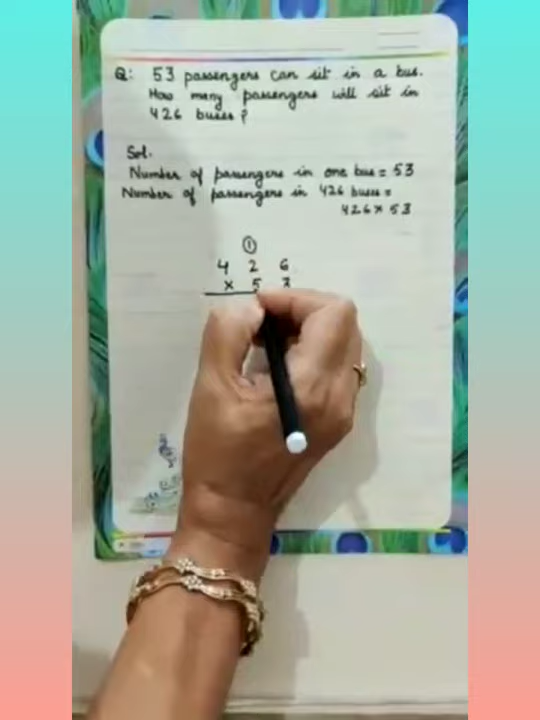 Q: 53 passengers can sit in a bus.
How many passengers will sit in
426 buses?
Sol.
Number of passengers in one bus = 53
Number of passengers in 426 buses =
426 x 53
1
4 2 6
x 5 3